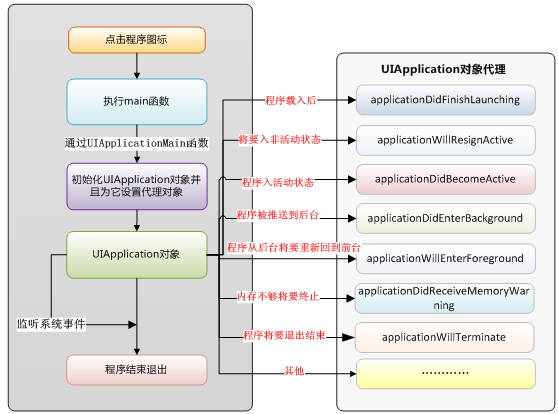 点击程序图标
执行main函数
通过UIApplicationMain函数
初始化UIApplication对象并
且为它设置代理对象
UIApplication对象
监听系统事件
程序结束退出
程序载入后
将要入非活动状态
程序入活动状态
程序被推送到后台
程序从后台将要重新回到前台
内存不够将要终止
程序将要退出结束
其他
UIApplication对象代理
applicationDidFinishLaunching
applicationWillResignActive
applicationDidBecomeActive
applicationDidEnterBackground
applicationWillEnterForeground
applicationDidReceiveMemoryWar
ning
applicationWillTerminate
…………